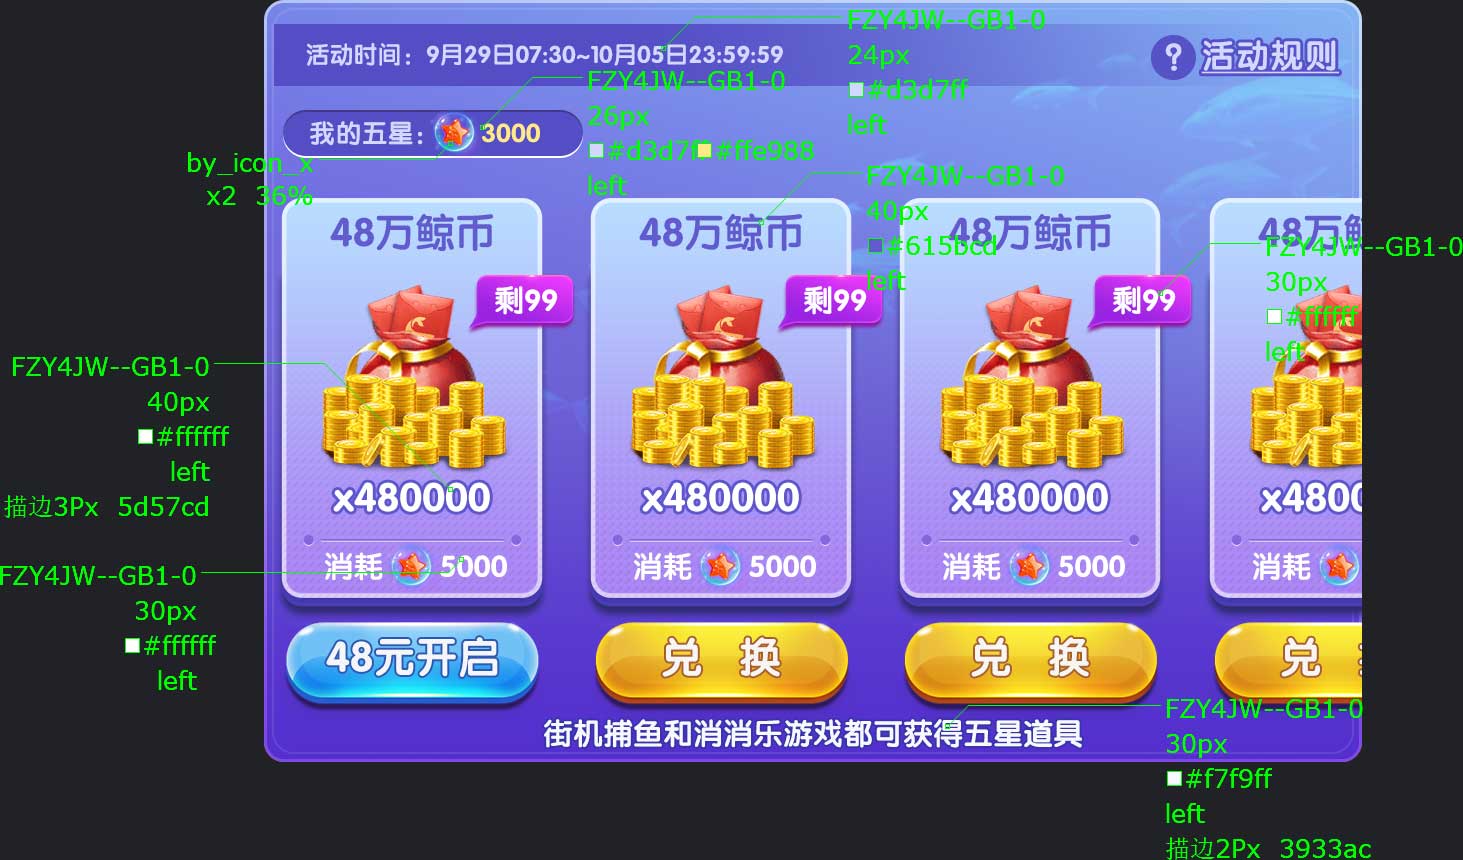 活动时间：9月29日07:30~10月05日23:59:59
? 活动规则
FZY4JW--GB1-0
24px
#d3d7ff
left
FZY4JW--GB1-0
26px
#d3d7ff #ffe988
left
我的五星： 3000
by_icon_x
x2 36%
FZY4JW--GB1-0
40px
#615bcd
left
48万鲸币
48万鲸币
48万鲸币
48万
FZY4JW--GB1-0
30px
#ffffff
left
剩99
剩99
剩99
FZY4JW--GB1-0
40px
#ffffff
left
描边3Px 5d57cd
x480000
x480000
x480000
x4800
消耗 5000
消耗 5000
消耗 5000
消耗
FZY4JW--GB1-0
30px
#ffffff
left
48元开启
兑 换
兑 换
兑
街机捕鱼和消消乐游戏都可获得五星道具
FZY4JW--GB1-0
30px
#f7f9ff
left
描边2Px 3933ac